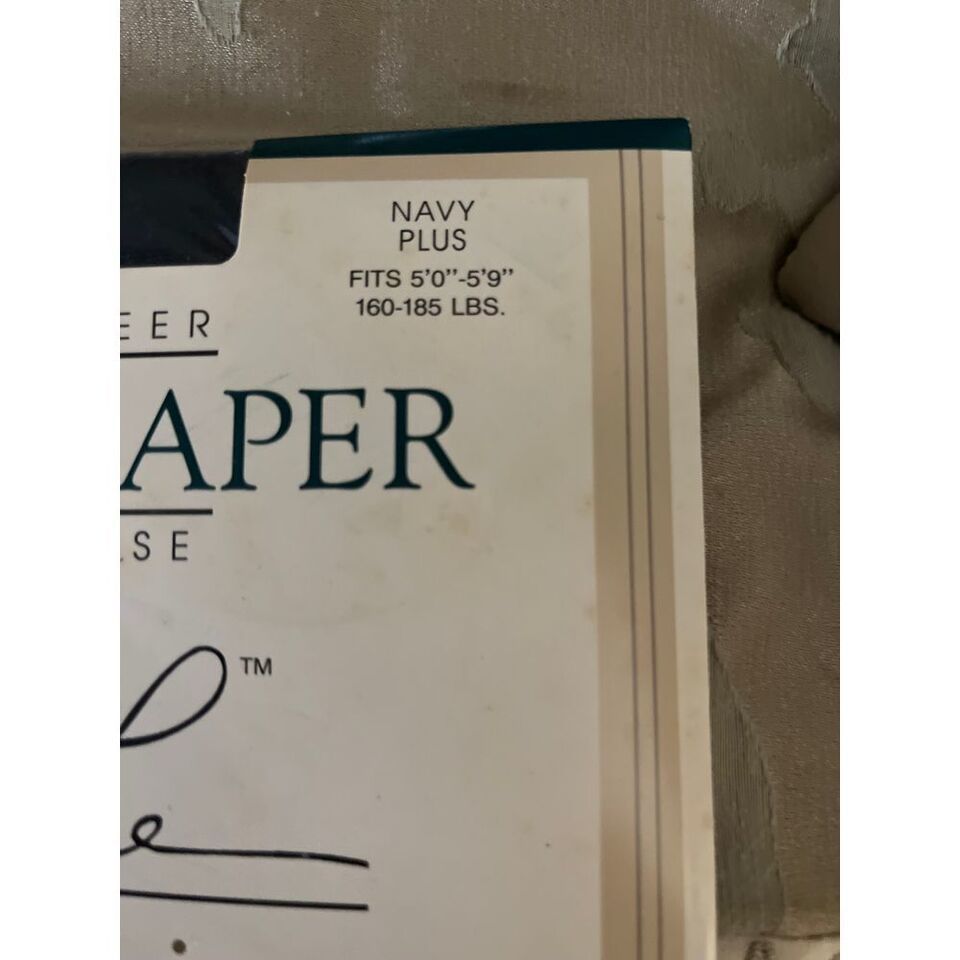 NAVY
PLUS
FITS 5'0"-5'9"
160-185 LBS.
EER
APER
SE
TM